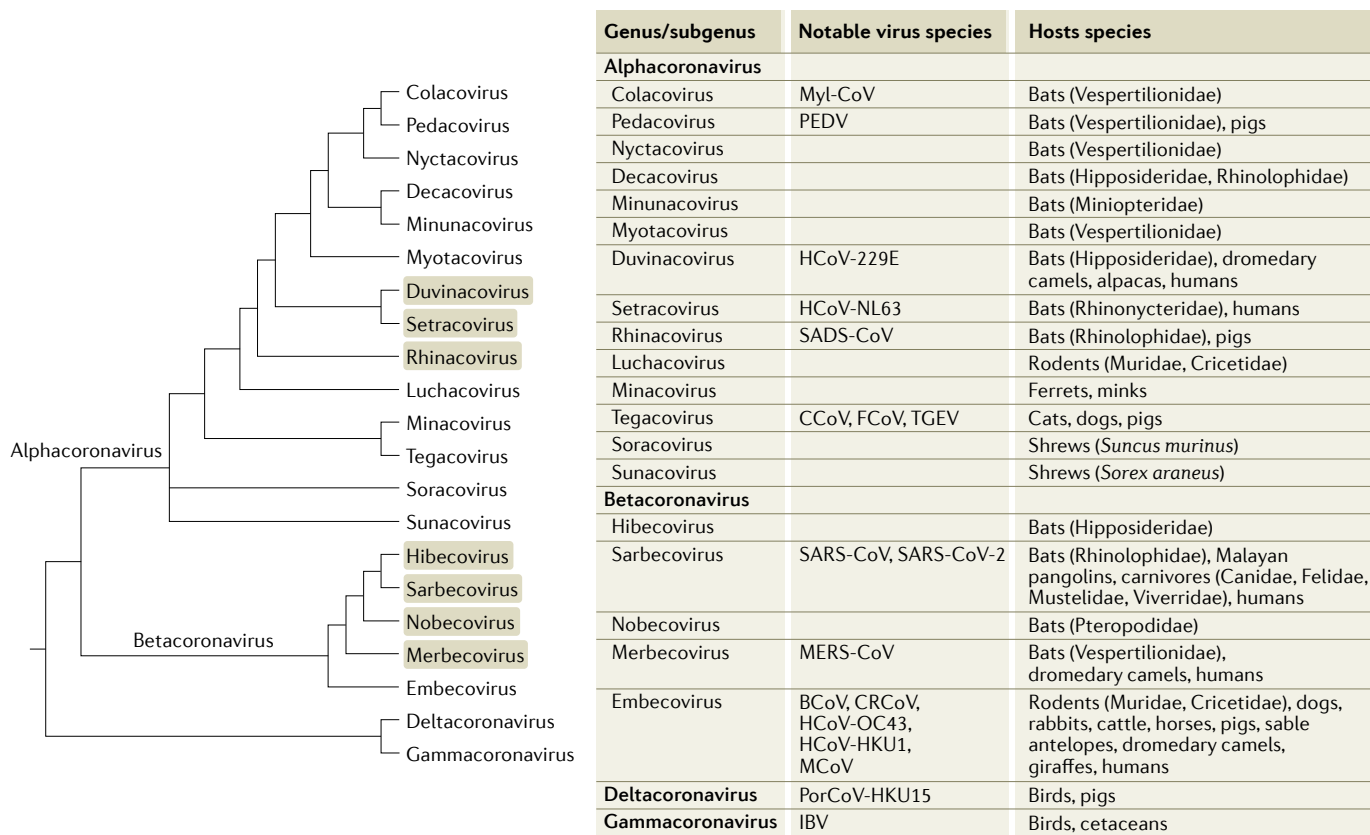 Colacovirus
Pedacovirus
Nyctacovirus
Decacovirus
Minunacovirus
Myotacovirus
Duvinacovirus
Setracovirus
Rhinacovirus
Luchacovirus
Minacovirus
Alphacoronavirus
Tegacovirus
Soracovirus
Sunacovirus
Hibecovirus
Sarbecovirus
Nobecovirus
Betacoronavirus
Merbecovirus
Embecovirus
Deltacoronavirus
Gammacoronavirus
Genus/subgenus Notable virus species Hosts species
Alphacoronavirus
Colacovirus Myl-CoV Bats (Vespertilionidae)
Pedacovirus PEDV Bats (Vespertilionidae), pigs
Nyctacovirus Bats (Vespertilionidae)
Decacovirus Bats (Hipposideridae, Rhinolophidae)
Minunacovirus Bats (Miniopteridae)
Myotacovirus Bats (Vespertilionidae)
Duvinacovirus HCoV-229E Bats (Hipposideridae), dromedary
camels, alpacas, humans
Setracovirus HCoV-NL63 Bats (Rhinonycteridae), humans
Rhinacovirus SADS-CoV Bats (Rhinolophidae), pigs
Luchacovirus Rodents (Muridae, Cricetidae)
Minacovirus Ferrets, minks
Tegacovirus CCoV, FCoV, TGEV Cats, dogs, pigs
Soracovirus Shrews (Suncus murinus)
Sunacovirus Shrews (Sorex araneus)
Betacoronavirus
Hibecovirus Bats (Hipposideridae)
Sarbecovirus SARS-CoV, SARS-CoV-2 Bats (Rhinolophidae), Malayan
pangolins, carnivores (Canidae, Felidae,
Mustelidae, Viverridae), humans
Nobecovirus Bats (Pteropodidae)
Merbecovirus MERS-CoV Bats (Vespertilionidae),
dromedary camels, humans
Embecovirus BCoV, CRCoV, Rodents (Muridae, Cricetidae), dogs,
HCoV-OC43, rabbits, cattle, horses, pigs, sable
HCoV-HKU1, antelopes, dromedary camels,
MCoV giraffes, humans
Deltacoronavirus PorCoV-HKU15 Birds, pigs
Gammacoronavirus IBV Birds, cetaceans